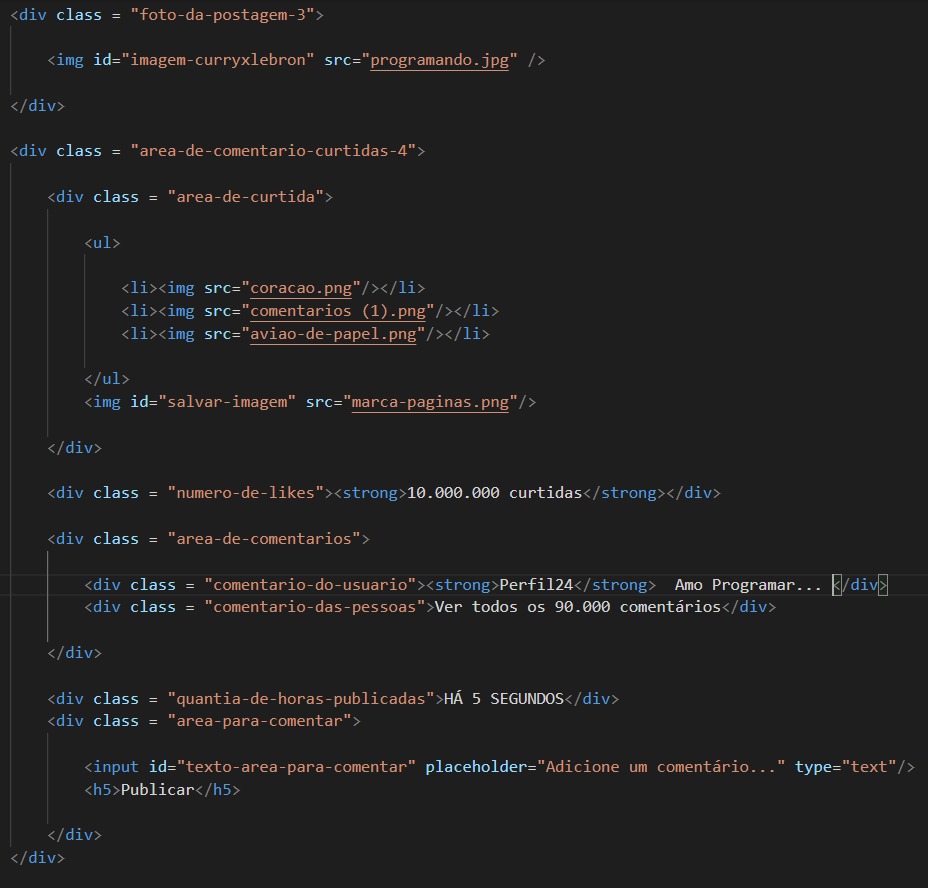 <div class = "foto-da-postagem-3">
<img id="imagem-curryxlebron" src="programando.jpg" />
</div>
<div class = "area-de-comentario-curtidas-4">
<div class = "area-de-curtida">
<ul>
<li><img src="coracao.png"/></li>
<li><img src="comentarios (1).png"/></li>
<li><img src="aviao-de-papel.png"/></li>
</ul>
<img id="salvar-imagem" src="marca-paginas.png"/>
</div>
<div class = "numero-de-likes"><strong>10.000.000 curtidas</strong></div>
<div class = "area-de-comentarios">
<div class = "comentario-do-usuario"><strong>Perfil24</strong>  Amo Programar... </div>
<div class = "comentario-das-pessoas">Ver todos os 90.000 comentários</div>
</div>
<div class = "quantia-de-horas-publicadas">HÁ 5 SEGUNDOS</div>
<div class = "area-para-comentar">
<input id="texto-area-para-comentar" placeholder="Adicione um comentário..." type="text"/>
<h5>Publicar</h5>
</div>
</div>